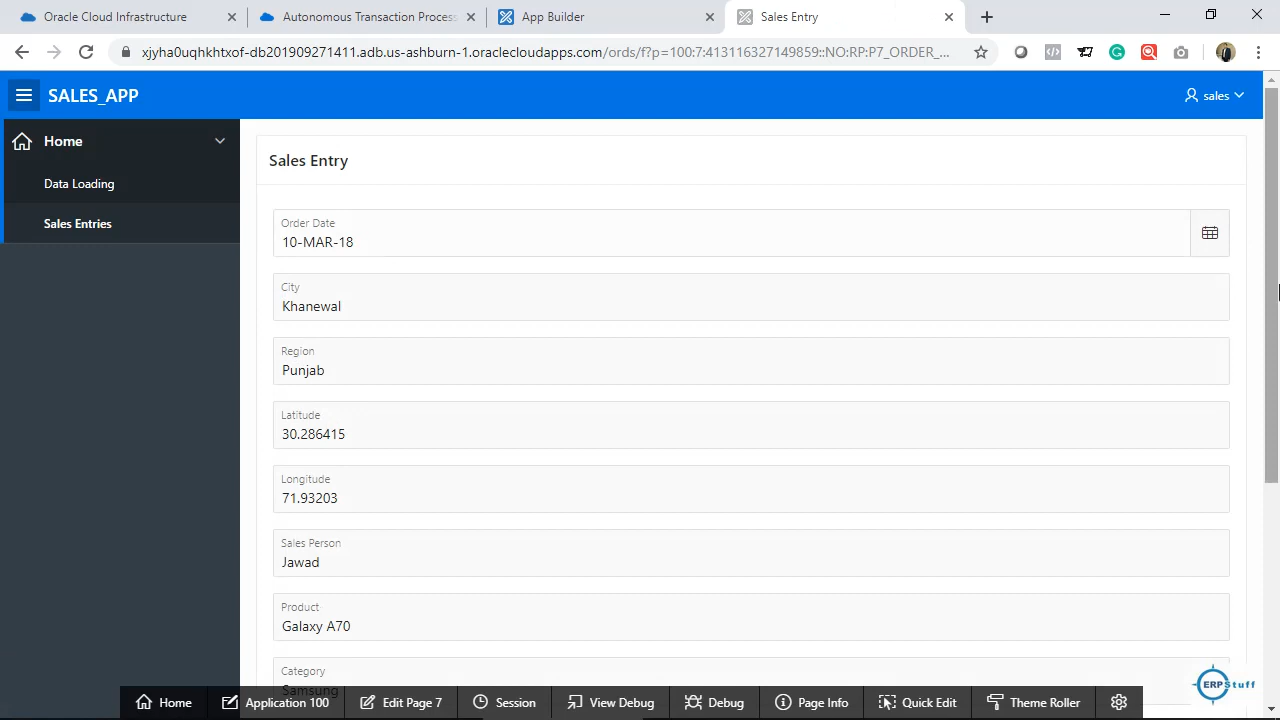 Oracle Cloud Infrastructure
Autonomous Transaction Process
App Builder
Sales Entry
xjyha0uqhkhtxof-db201909271411.adb.us-ashburn-1.oraclecloudapps.com/ords/f?p=100:7:413116327149859::NO:RP:P7_ORDER_...
SALES_APP
sales
Home
Data Loading
Sales Entries
Sales Entry
Order Date
10-MAR-18
City
Khanewal
Region
Punjab
Latitude
30.286415
Longitude
71.93203
Sales Person
Jawad
Product
Galaxy A70
Category
Samsung
ERPStuff
Home
Application 100
Edit Page 7
Session
View Debug
Debug
Page Info
Quick Edit
Theme Roller